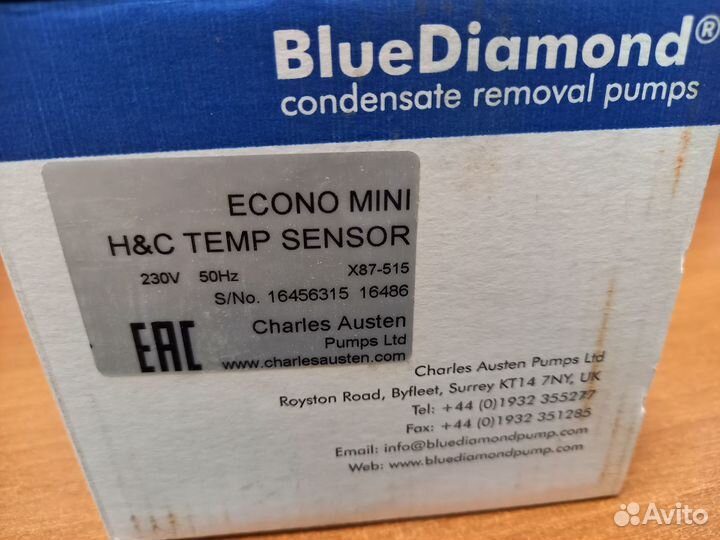 BlueDiamond®
condensate removal pumps
ECONO MINI
H&C TEMP SENSOR
230V 50Hz X87-515
S/No. 16456315 16486
EAC Charles Austen
Pumps Ltd
www.charlesausten.com
Charles Austen Pumps Ltd
Royston Road, Byfleet, Surrey KT14 7NY, UK
Tel: +44 (0)1932 355277
Fax: +44 (0)1932 351285
Email: info@bluediamondpump.com
Web: www.bluediamondpump.com
Avito